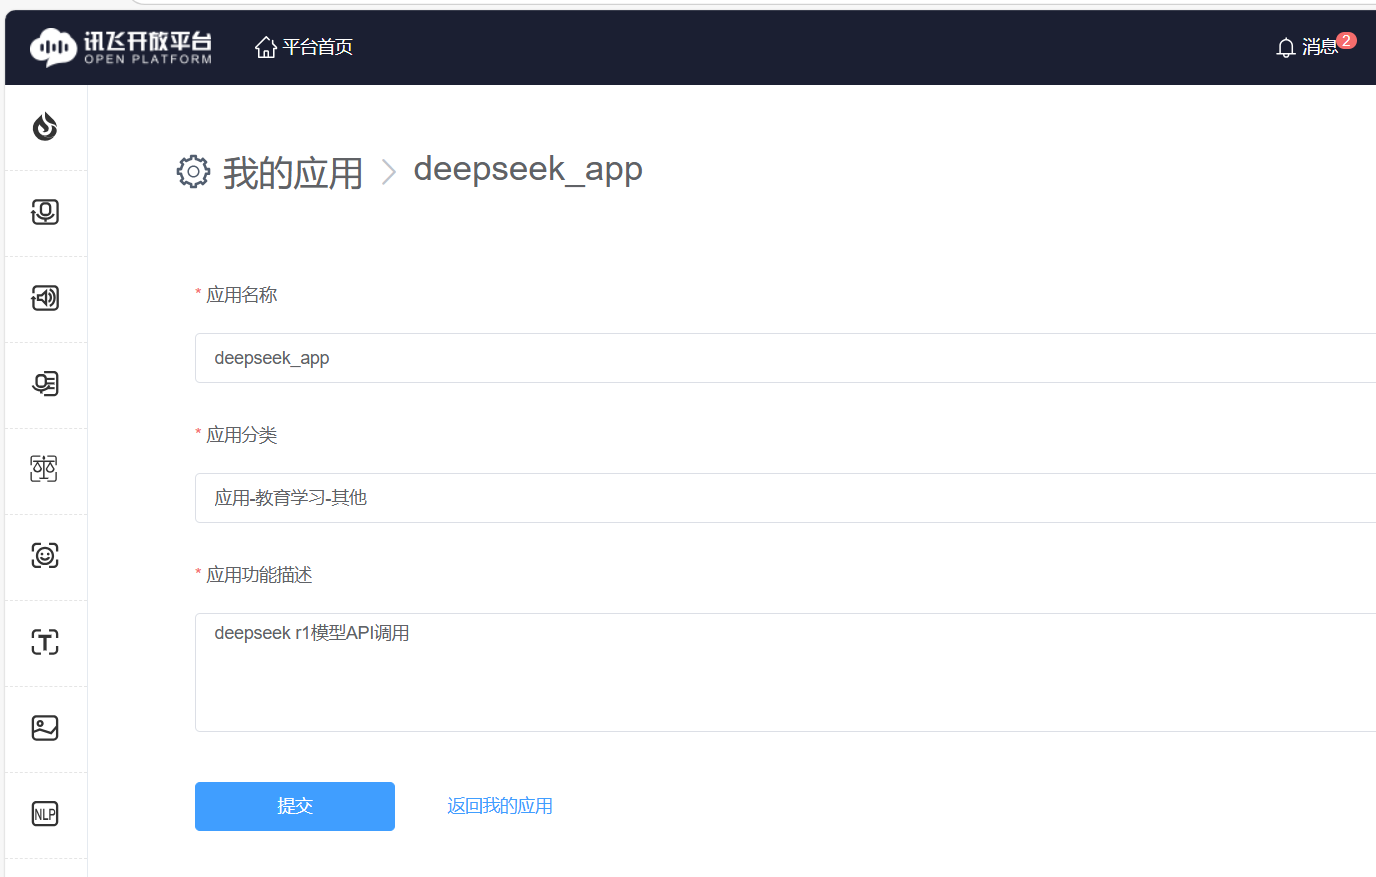 讯飞开放平台
OPEN PLATFORM
平台首页
消息 2
我的应用 > deepseek_app
* 应用名称
deepseek_app
* 应用分类
应用-教育学习-其他
* 应用功能描述
deepseek r1模型API调用
T
NLP
提交 返回我的应用